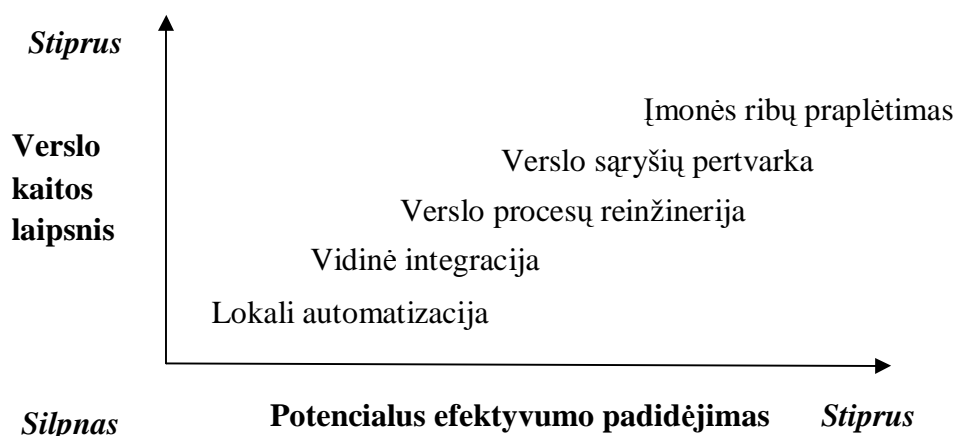 Stiprus
Įmonės ribų praplėtimas
Verslo
kaitos
laipsnis
Verslo sąryšių pertvarka
Verslo procesų reinžinerija
Vidinė integracija
Lokali automatizacija
Silpnas
Potencialus efektyvumo padidėjimas
Stiprus